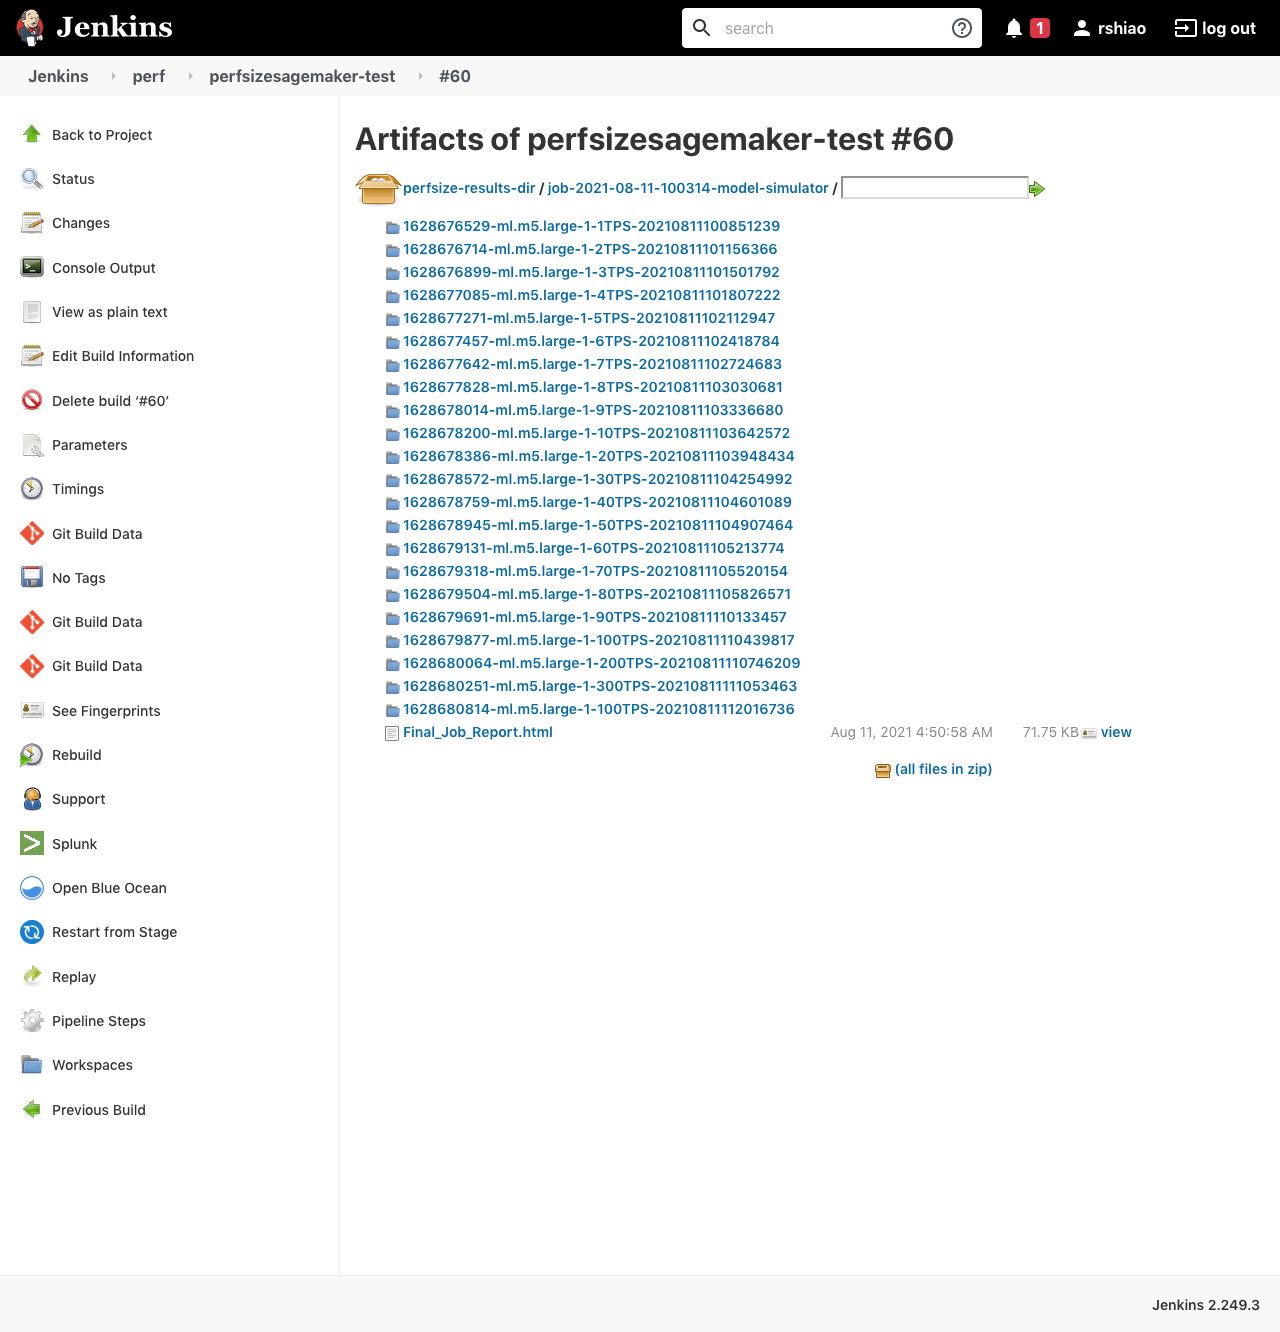 Jenkins
search
1
rshiao
log out
Jenkins perf perfsizesagemaker-test #60
Back to Project
Status
Changes
Console Output
View as plain text
Edit Build Information
Delete build ‘#60’
Parameters
Timings
Git Build Data
No Tags
Git Build Data
Git Build Data
See Fingerprints
Rebuild
Support
Splunk
Open Blue Ocean
Restart from Stage
Replay
Pipeline Steps
Workspaces
Previous Build
Artifacts of perfsizesagemaker-test #60
perfsize-results-dir / job-2021-08-11-100314-model-simulator /
1628676529-ml.m5.large-1-1TPS-20210811100851239
1628676714-ml.m5.large-1-2TPS-20210811101156366
1628676899-ml.m5.large-1-3TPS-20210811101501792
1628677085-ml.m5.large-1-4TPS-20210811101807222
1628677271-ml.m5.large-1-5TPS-20210811102112947
1628677457-ml.m5.large-1-6TPS-20210811102418784
1628677642-ml.m5.large-1-7TPS-20210811102724683
1628677828-ml.m5.large-1-8TPS-20210811103030681
1628678014-ml.m5.large-1-9TPS-20210811103336680
1628678200-ml.m5.large-1-10TPS-20210811103642572
1628678386-ml.m5.large-1-20TPS-20210811103948434
1628678572-ml.m5.large-1-30TPS-20210811104254992
1628678759-ml.m5.large-1-40TPS-20210811104601089
1628678945-ml.m5.large-1-50TPS-20210811104907464
1628679131-ml.m5.large-1-60TPS-20210811105213774
1628679318-ml.m5.large-1-70TPS-20210811105520154
1628679504-ml.m5.large-1-80TPS-20210811105826571
1628679691-ml.m5.large-1-90TPS-20210811110133457
1628679877-ml.m5.large-1-100TPS-20210811110439817
1628680064-ml.m5.large-1-200TPS-20210811110746209
1628680251-ml.m5.large-1-300TPS-20210811111053463
1628680814-ml.m5.large-1-100TPS-20210811112016736
Final_Job_Report.html Aug 11, 2021 4:50:58 AM 71.75 KB view
(all files in zip)
Jenkins 2.249.3